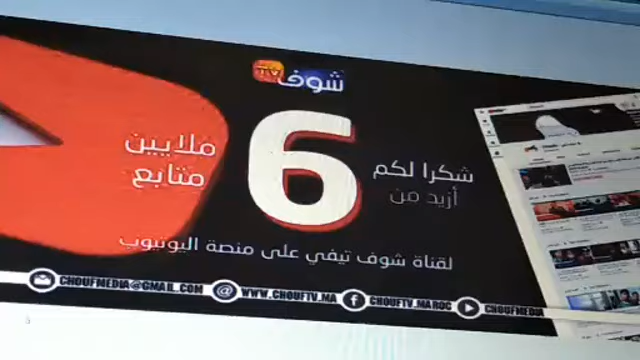 شوف TV
شكرا لكم
أزيد من
6
ملايين
متابع
لقناة شوف تيفي على منصة اليوتيوب
CHOUFMEDIA@GMAIL.COM
WWW.CHOUFTV.MA
CHOUFTV.MAROC
CHOUFMEDIA